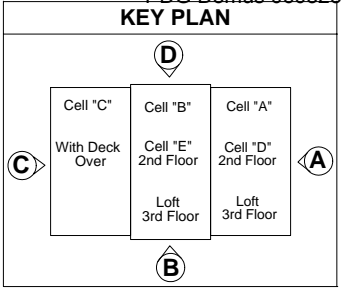 KEY PLAN
D
Cell "C"
With Deck
Over
Cell "B"
Cell "E"
2nd Floor
Loft
3rd Floor
Cell "A"
Cell "D"
2nd Floor
Loft
3rd Floor
C
A
B